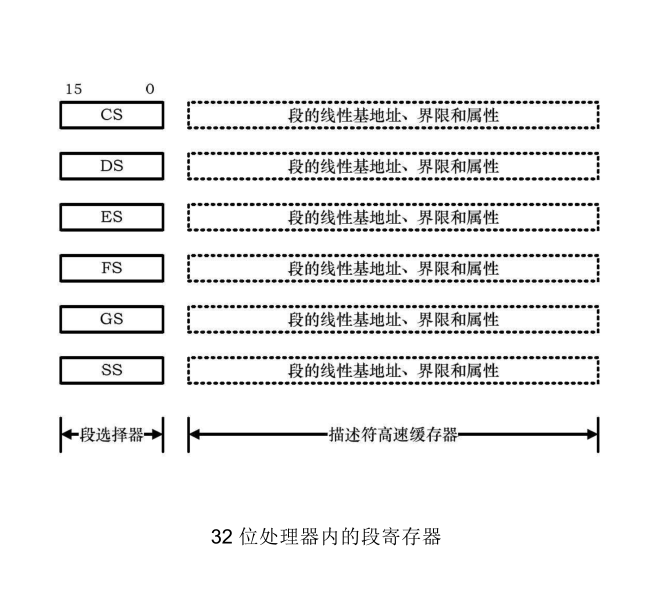 15 0
CS 段的线性基地址、界限和属性
DS 段的线性基地址、界限和属性
ES 段的线性基地址、界限和属性
FS 段的线性基地址、界限和属性
GS 段的线性基地址、界限和属性
SS 段的线性基地址、界限和属性
段选择器 描述符高速缓存器
32 位处理器内的段寄存器